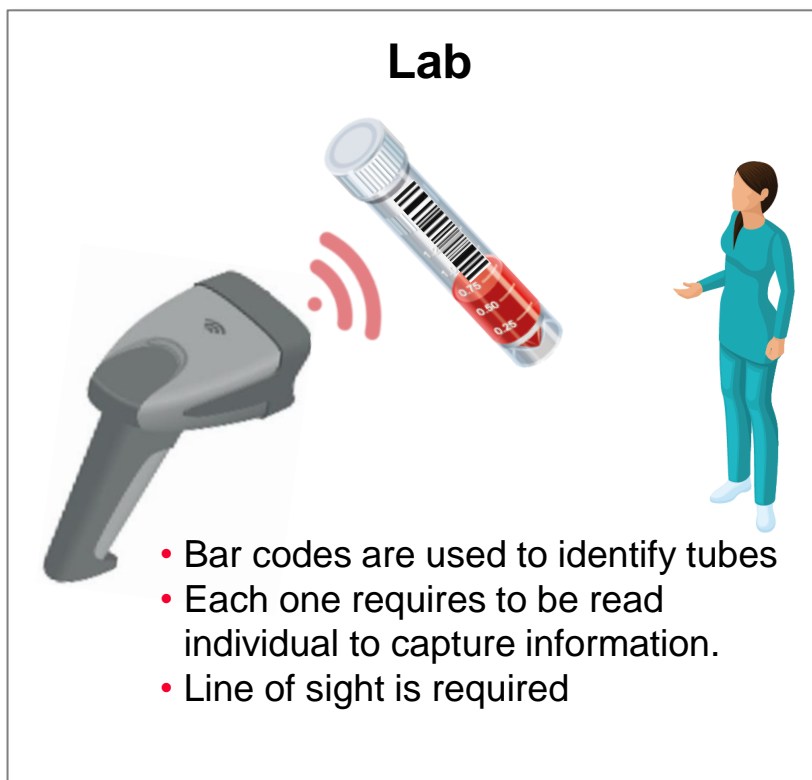 Lab
0.75
0.50
0.25
• Bar codes are used to identify tubes
• Each one requires to be read
individual to capture information.
• Line of sight is required